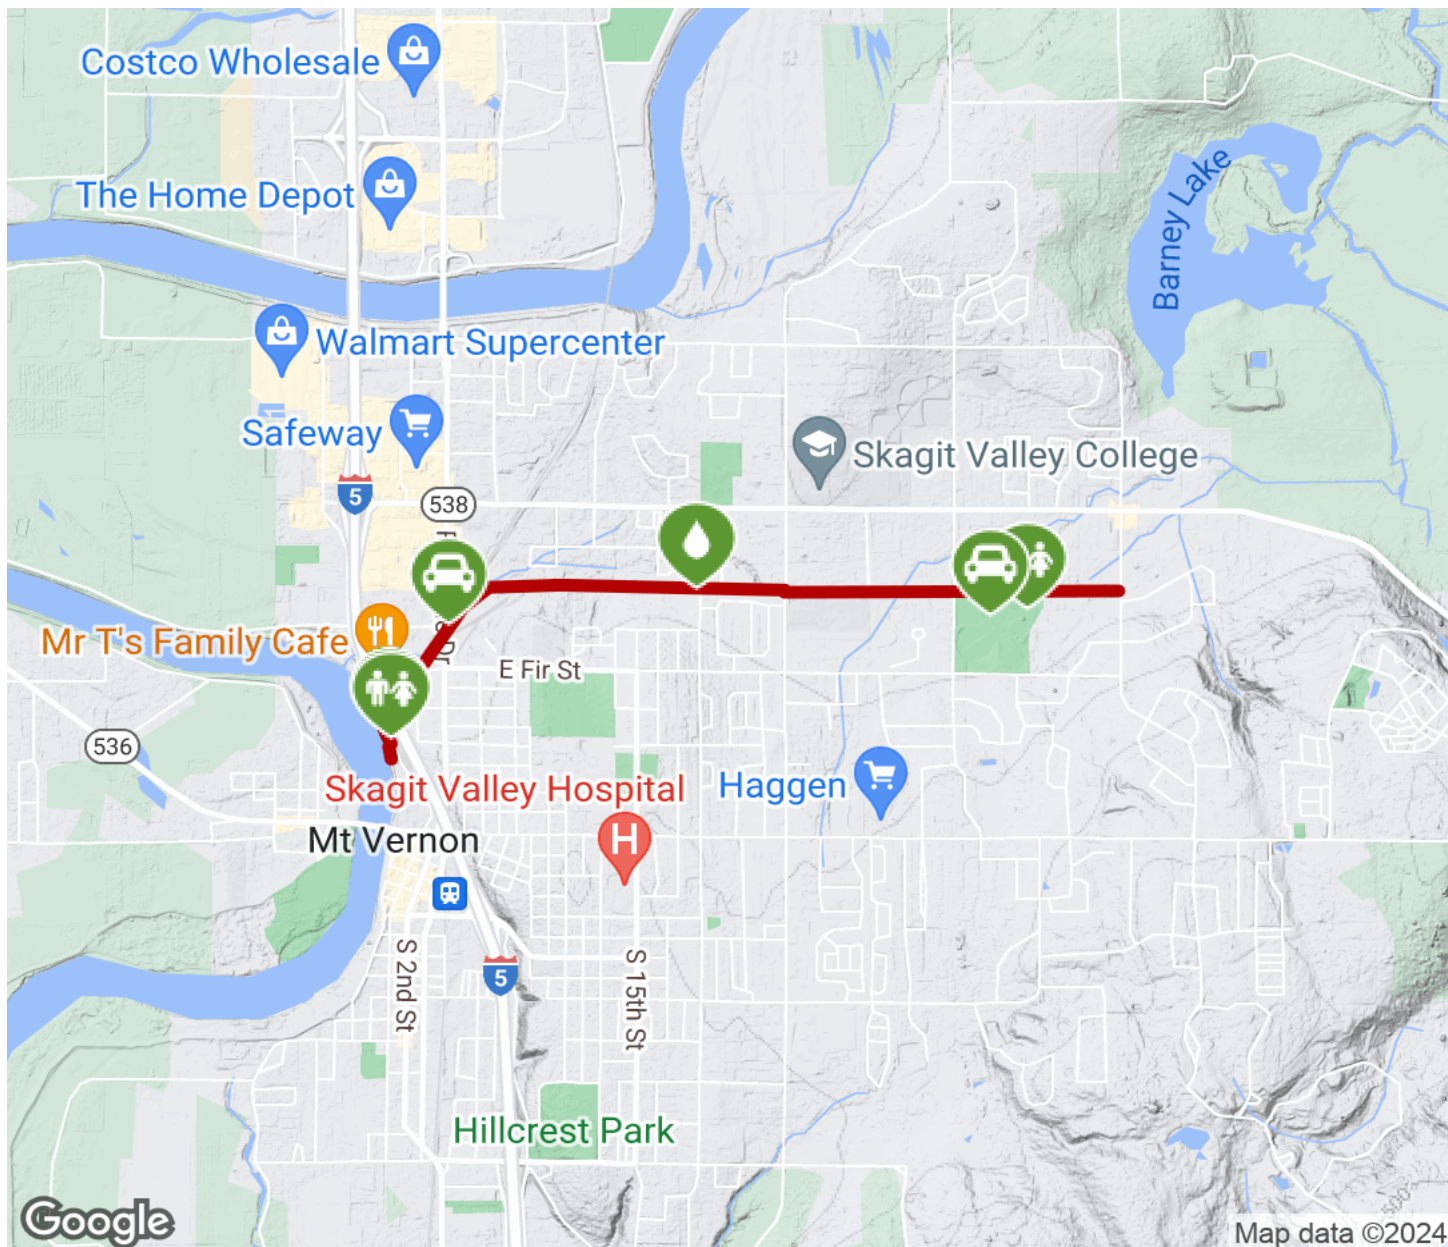 Costco Wholesale
The Home Depot
Barney Lake
Walmart Supercenter
Safeway
Skagit Valley College
5
538
Mr T's Family Cafe
E Fir St
536
Skagit Valley Hospital
Haggen
H
Mt Vernon
S 2nd St
5
S 15th St
Hillcrest Park
Google
Map data ©2024